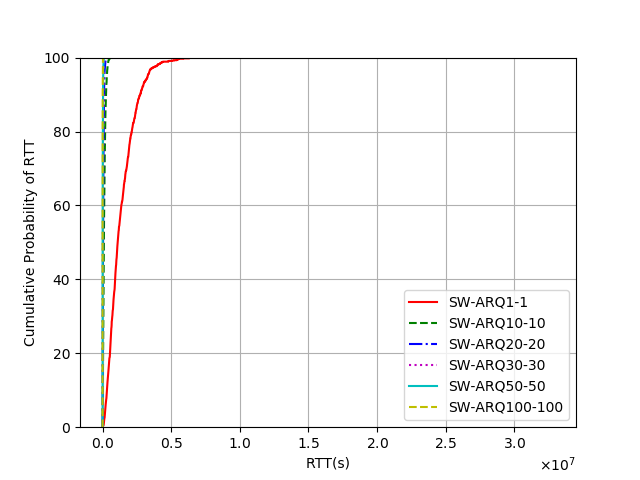 100
80
60
40
20
0
Cumulative Probability of RTT
SW-ARQ1-1
SW-ARQ10-10
SW-ARQ20-20
SW-ARQ30-30
SW-ARQ50-50
SW-ARQ100-100
0.0 0.5 1.0 1.5 2.0 2.5 3.0
RTT(s)
×10⁷